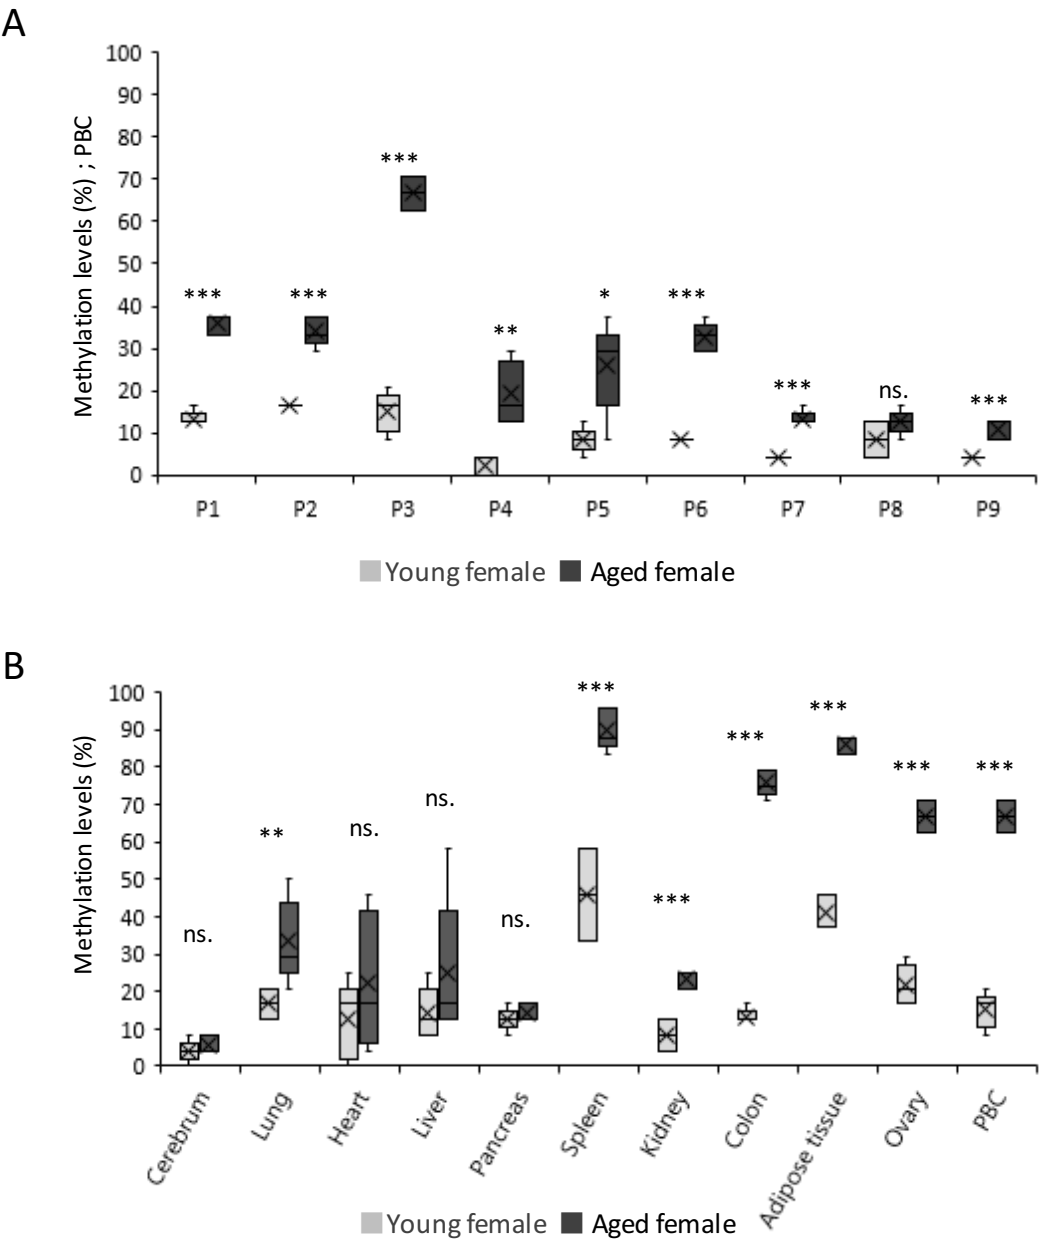 A
Methylation levels (%) ; PBC
100
90
80
70
60
50
40
30
20
10
0
***
***
***
**
*
***
***
ns.
***
P1 P2 P3 P4 P5 P6 P7 P8 P9
Young female Aged female
B
Methylation levels (%)
100
90
80
70
60
50
40
30
20
10
0
ns.
**
ns.
ns.
ns.
***
***
***
***
***
***
Cerebrum
Lung
Heart
Liver
Pancreas
Spleen
Kidney
Colon
Adipose tissue
Ovary
PBC
Young female Aged female